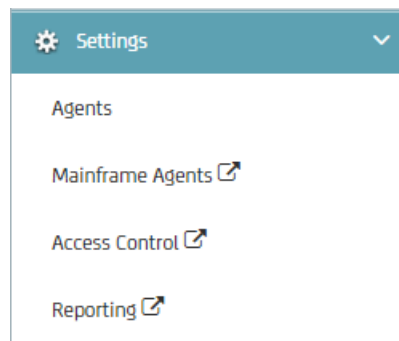 Settings
Agents
Mainframe Agents
Access Control
Reporting